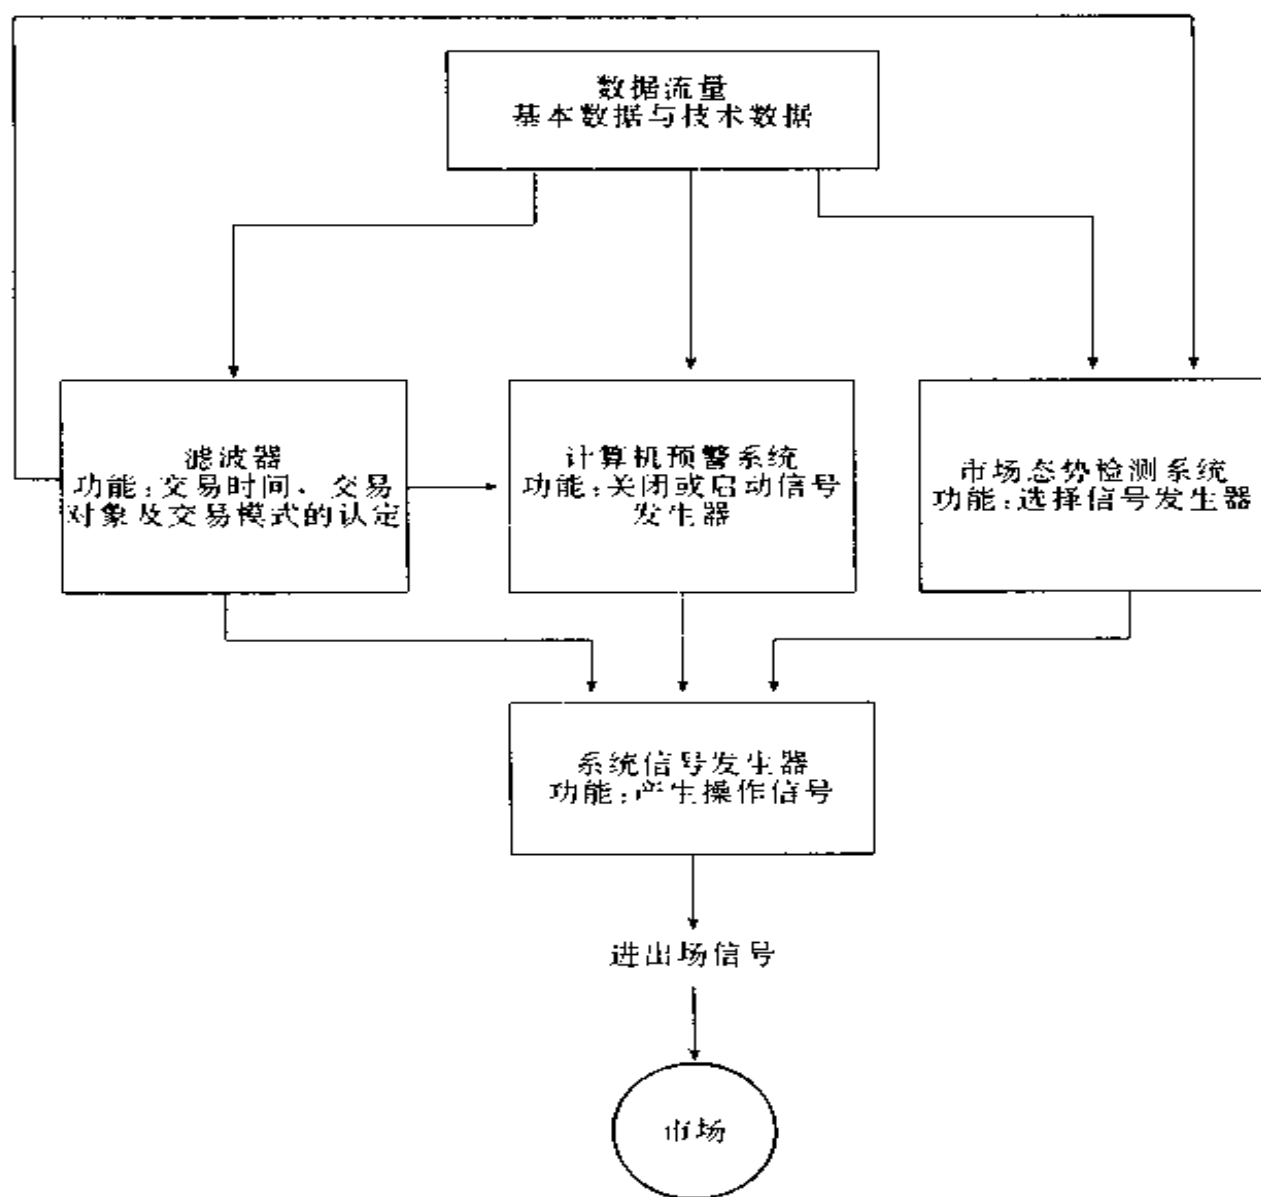 数据流量
基本数据与技术数据
滤波器
功能:交易时间、交易
对象及交易模式的认定
计算机预警系统
功能:关闭或启动信号
发生器
市场态势检测系统
功能:选择信号发生器
系统信号发生器
功能:产生操作信号
进出场信号
市场